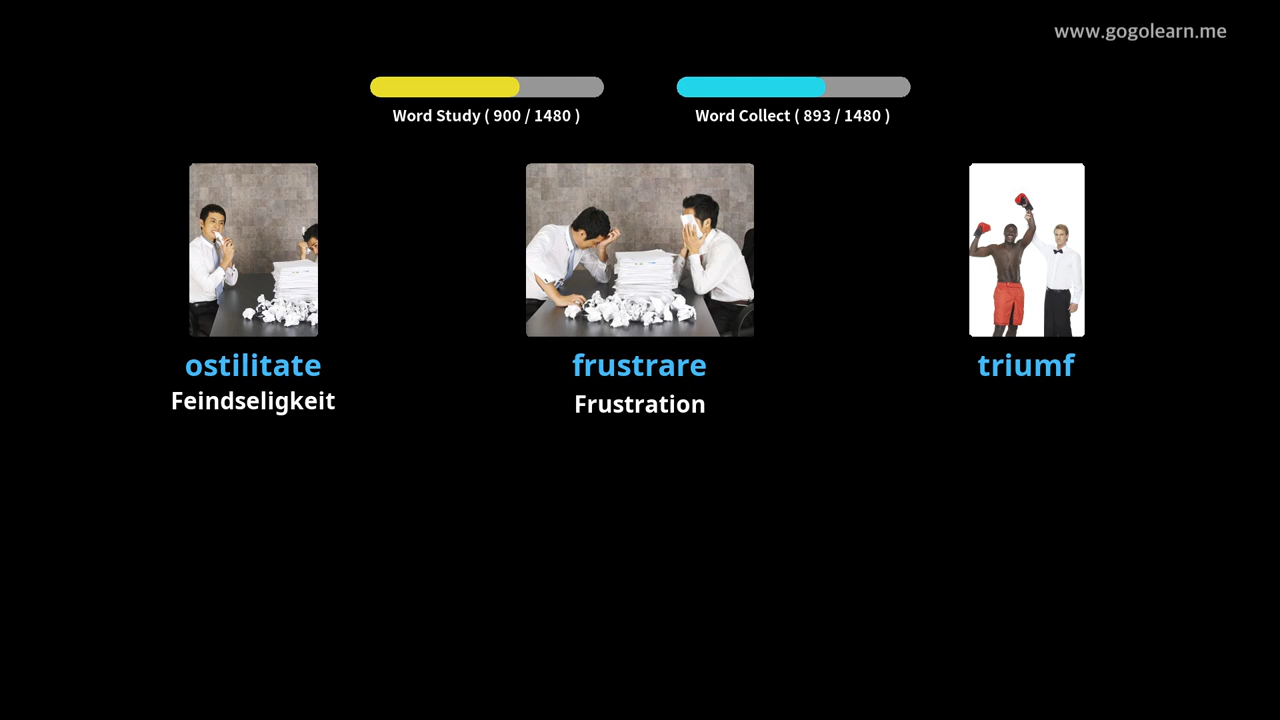 www.gogolearn.me
Word Study ( 900 / 1480 )
Word Collect ( 893 / 1480 )
ostilitate
Feindseligkeit
frustrare
Frustration
triumf